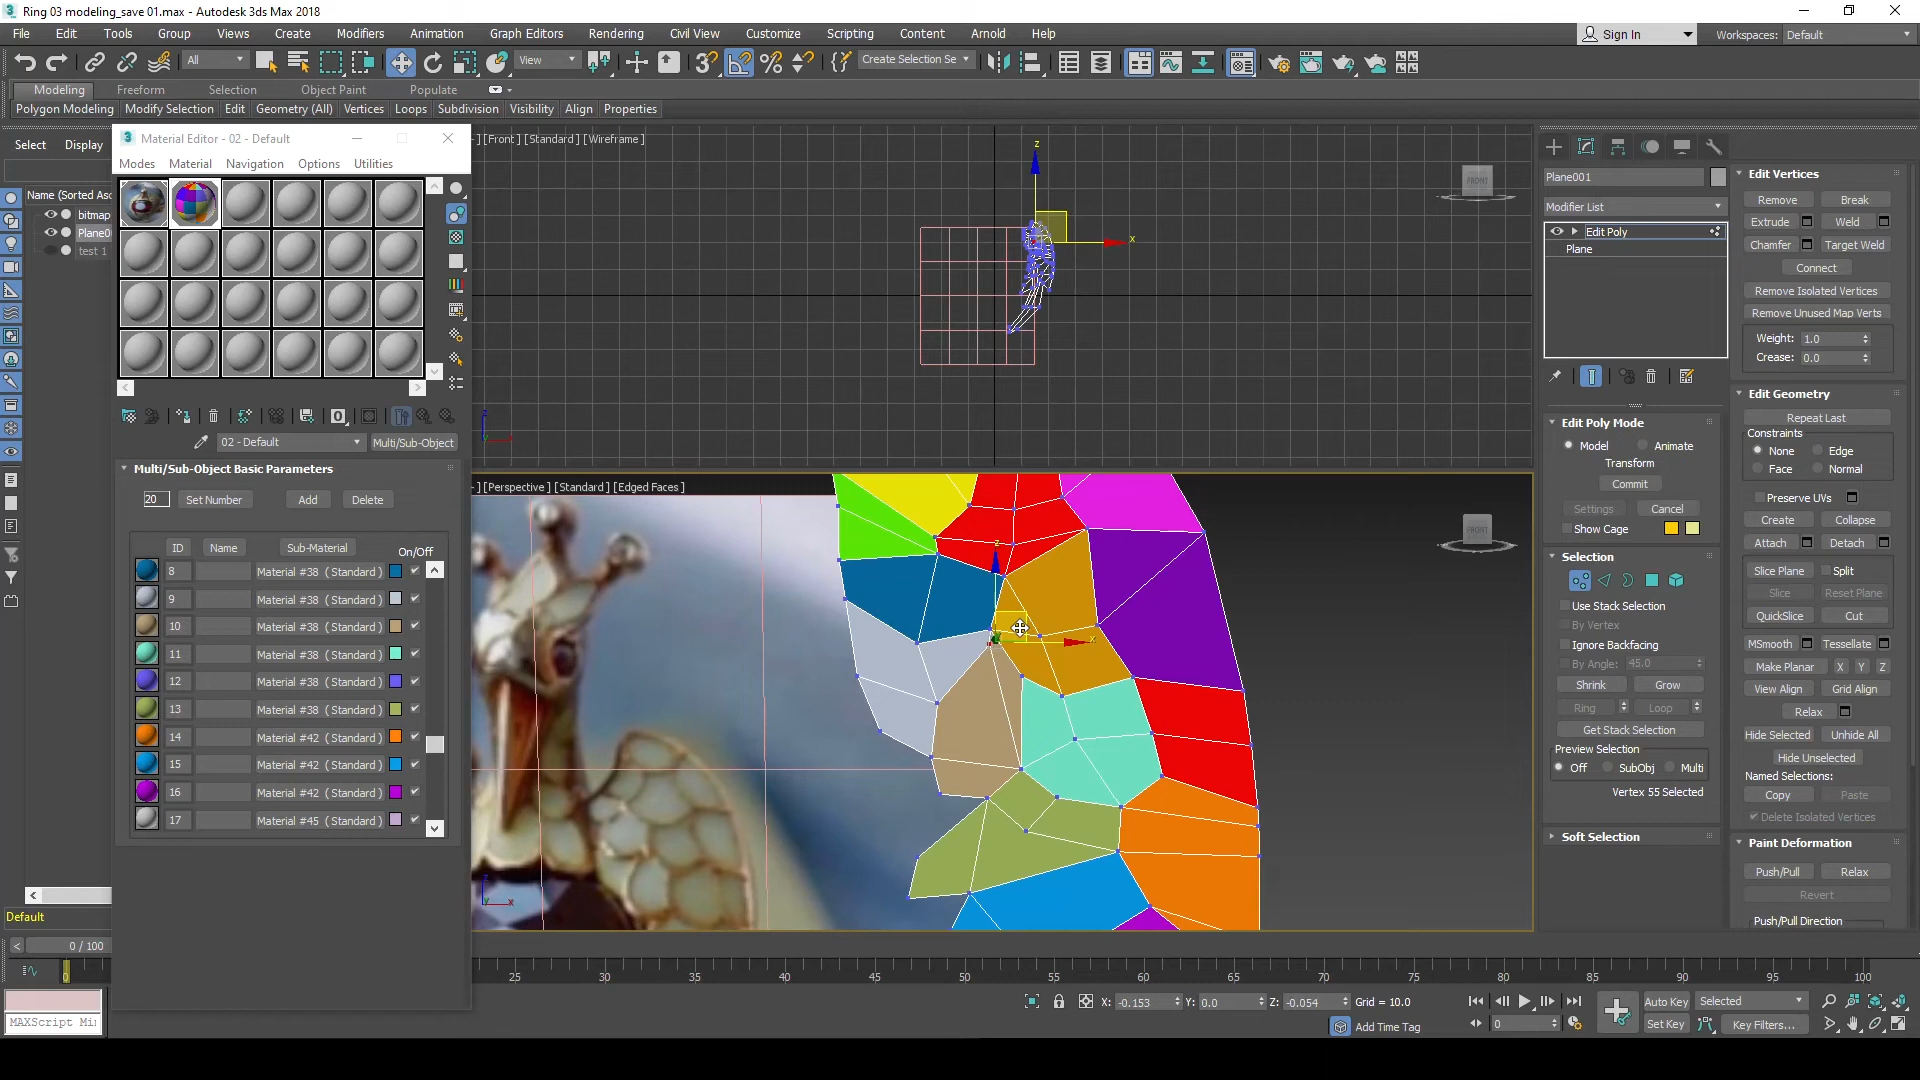 Ring 03 modeling_save 01.max - Autodesk 3ds Max 2018
File Edit Tools Group Views Create Modifiers Animation Graph Editors Rendering Civil View Customize Scripting Content Arnold Help
Sign In Workspaces: Default
All View Create Selection Se
Modeling Freeform Selection Object Paint Populate
Polygon Modeling Modify Selection Edit Geometry (All) Vertices Loops Subdivision Visibility Align Properties
Select Display
Name (Sorted Asc
bitmap
Plane0
test 1
Material Editor - 02 - Default
Modes Material Navigation Options Utilities
02 - Default Multi/Sub-Object
Multi/Sub-Object Basic Parameters
20 Set Number Add Delete
ID Name Sub-Material On/Off
8 Material #38 ( Standard )
9 Material #38 ( Standard )
10 Material #38 ( Standard )
11 Material #38 ( Standard )
12 Material #38 ( Standard )
13 Material #38 ( Standard )
14 Material #42 ( Standard )
15 Material #42 ( Standard )
16 Material #42 ( Standard )
17 Material #45 ( Standard )
] [Front ] [Standard ] [Wireframe ]
z
x
FRONT
z
x
] [Perspective ] [Standard ] [Edged Faces ]
z
x
FRONT
z
x
Plane001
Modifier List
Edit Poly
Plane
Edit Poly Mode
Model Animate
Transform
Commit
Settings Cancel
Show Cage
Selection
Use Stack Selection
By Vertex
Ignore Backfacing
By Angle: 45.0
Shrink Grow
Ring Loop
Get Stack Selection
Preview Selection
Off SubObj Multi
Vertex 55 Selected
Soft Selection
Edit Vertices
Remove Break
Extrude Weld
Chamfer Target Weld
Connect
Remove Isolated Vertices
Remove Unused Map Verts
Weight: 1.0
Crease: 0.0
Edit Geometry
Repeat Last
Constraints
None Edge
Face Normal
Preserve UVs
Create Collapse
Attach Detach
Slice Plane Split
Slice Reset Plane
QuickSlice Cut
MSmooth Tessellate
Make Planar X Y Z
View Align Grid Align
Relax
Hide Selected Unhide All
Hide Unselected
Named Selections:
Copy Paste
Delete Isolated Vertices
Paint Deformation
Push/Pull Relax
Revert
Push/Pull Direction
Default
0 / 100
0 25 30 35 40 45 50 55 60 65 70 75 80 85 90 95 100
MAXScript Mi
X: -0.153 Y: 0.0 Z: -0.054 Grid = 10.0
Add Time Tag
0
Auto Key Selected
Set Key Key Filters...